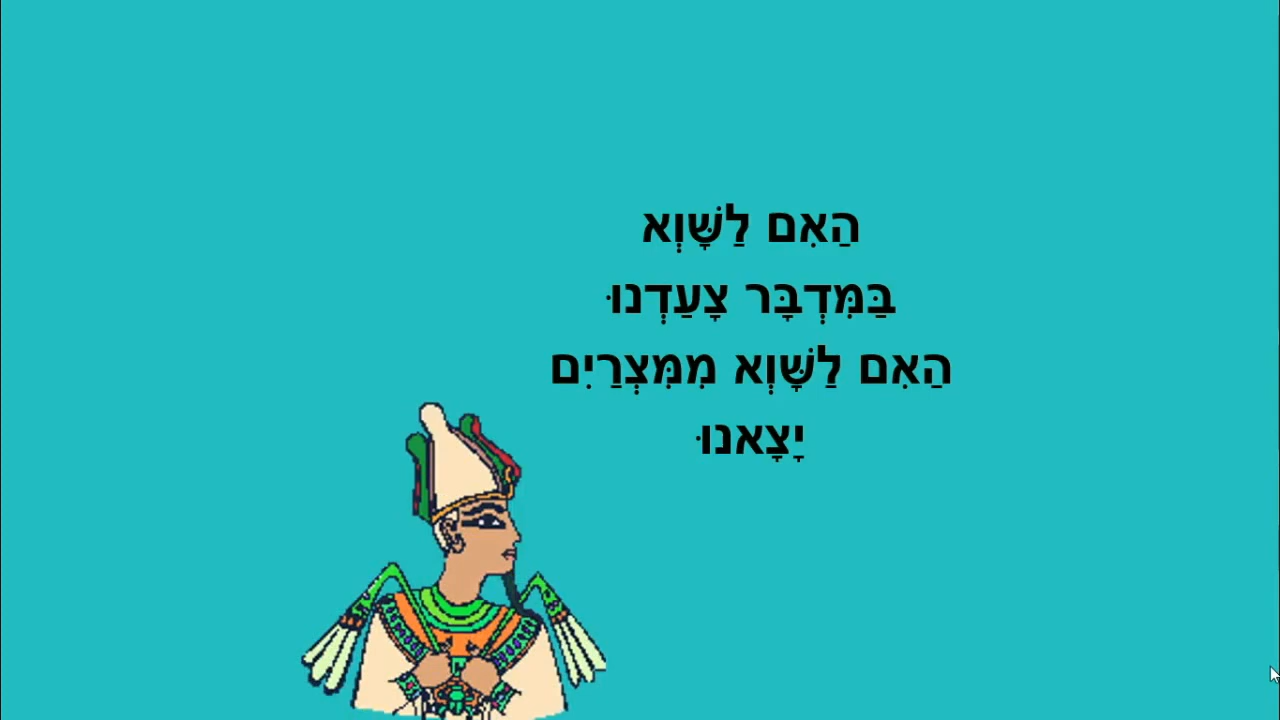 הַאִם לַשָּׁוְא
בַּמִּדְבָּר צָעַדְנוּ
הַאִם לַשָּׁוְא מִמִּצְרַיִם
יָצָאנוּ